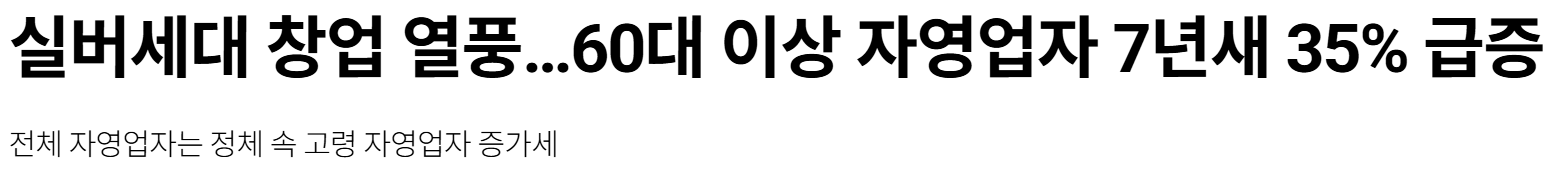 실버세대 창업 열풍...60대 이상 자영업자 7년새 35% 급증
전체 자영업자는 정체 속 고령 자영업자 증가세